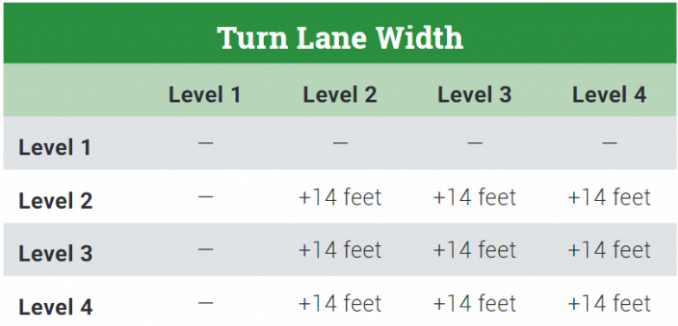 Turn Lane Width
Level 1 Level 2 Level 3 Level 4
Level 1 — — — —
Level 2 — +14 feet +14 feet +14 feet
Level 3 — +14 feet +14 feet +14 feet
Level 4 — +14 feet +14 feet +14 feet